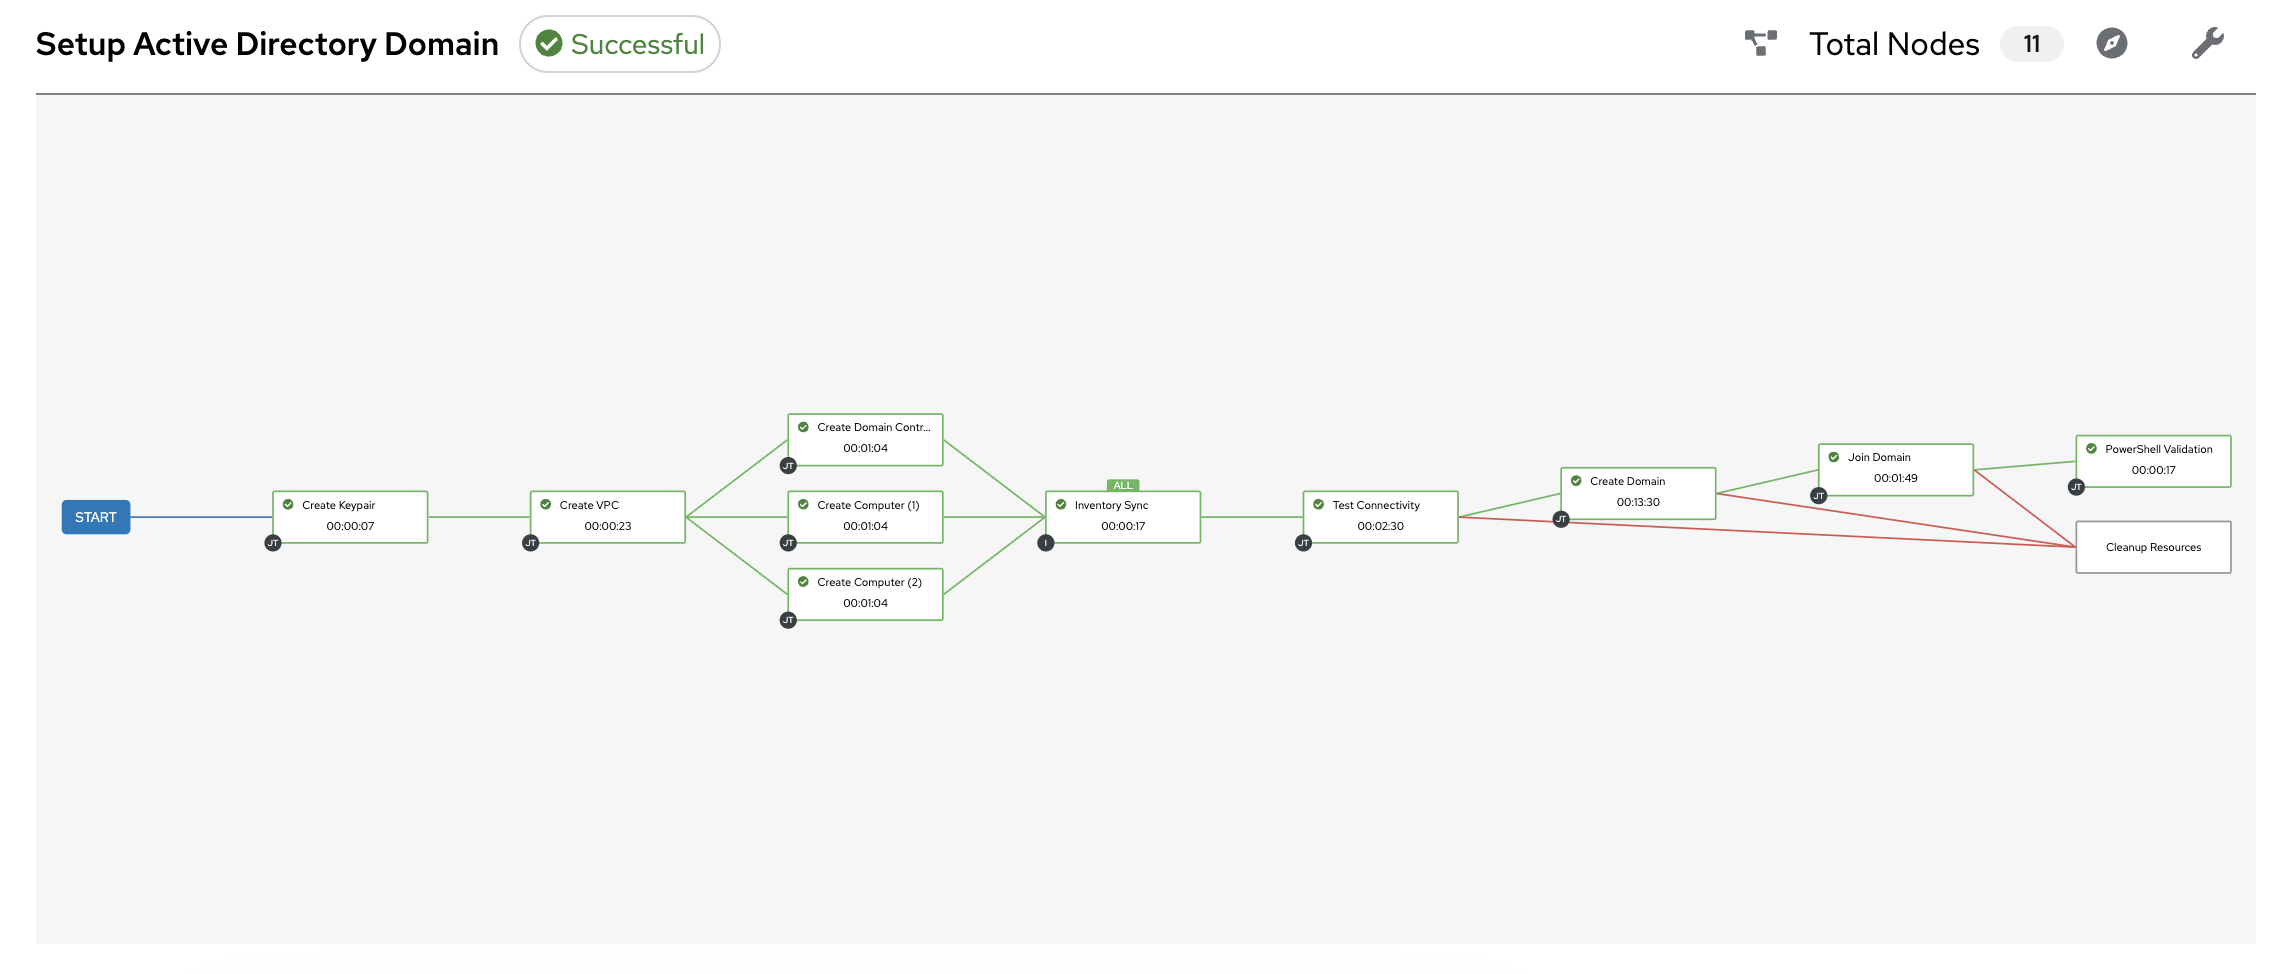 Setup Active Directory Domain
Successful
Total Nodes
11
START
Create Keypair
00:00:07
JT
Create VPC
00:00:23
JT
Create Domain Contr...
00:01:04
JT
Create Computer (1)
00:01:04
JT
Create Computer (2)
00:01:04
JT
ALL
Inventory Sync
00:00:17
I
Test Connectivity
00:02:30
JT
Create Domain
00:13:30
JT
Join Domain
00:01:49
JT
PowerShell Validation
00:00:17
JT
Cleanup Resources